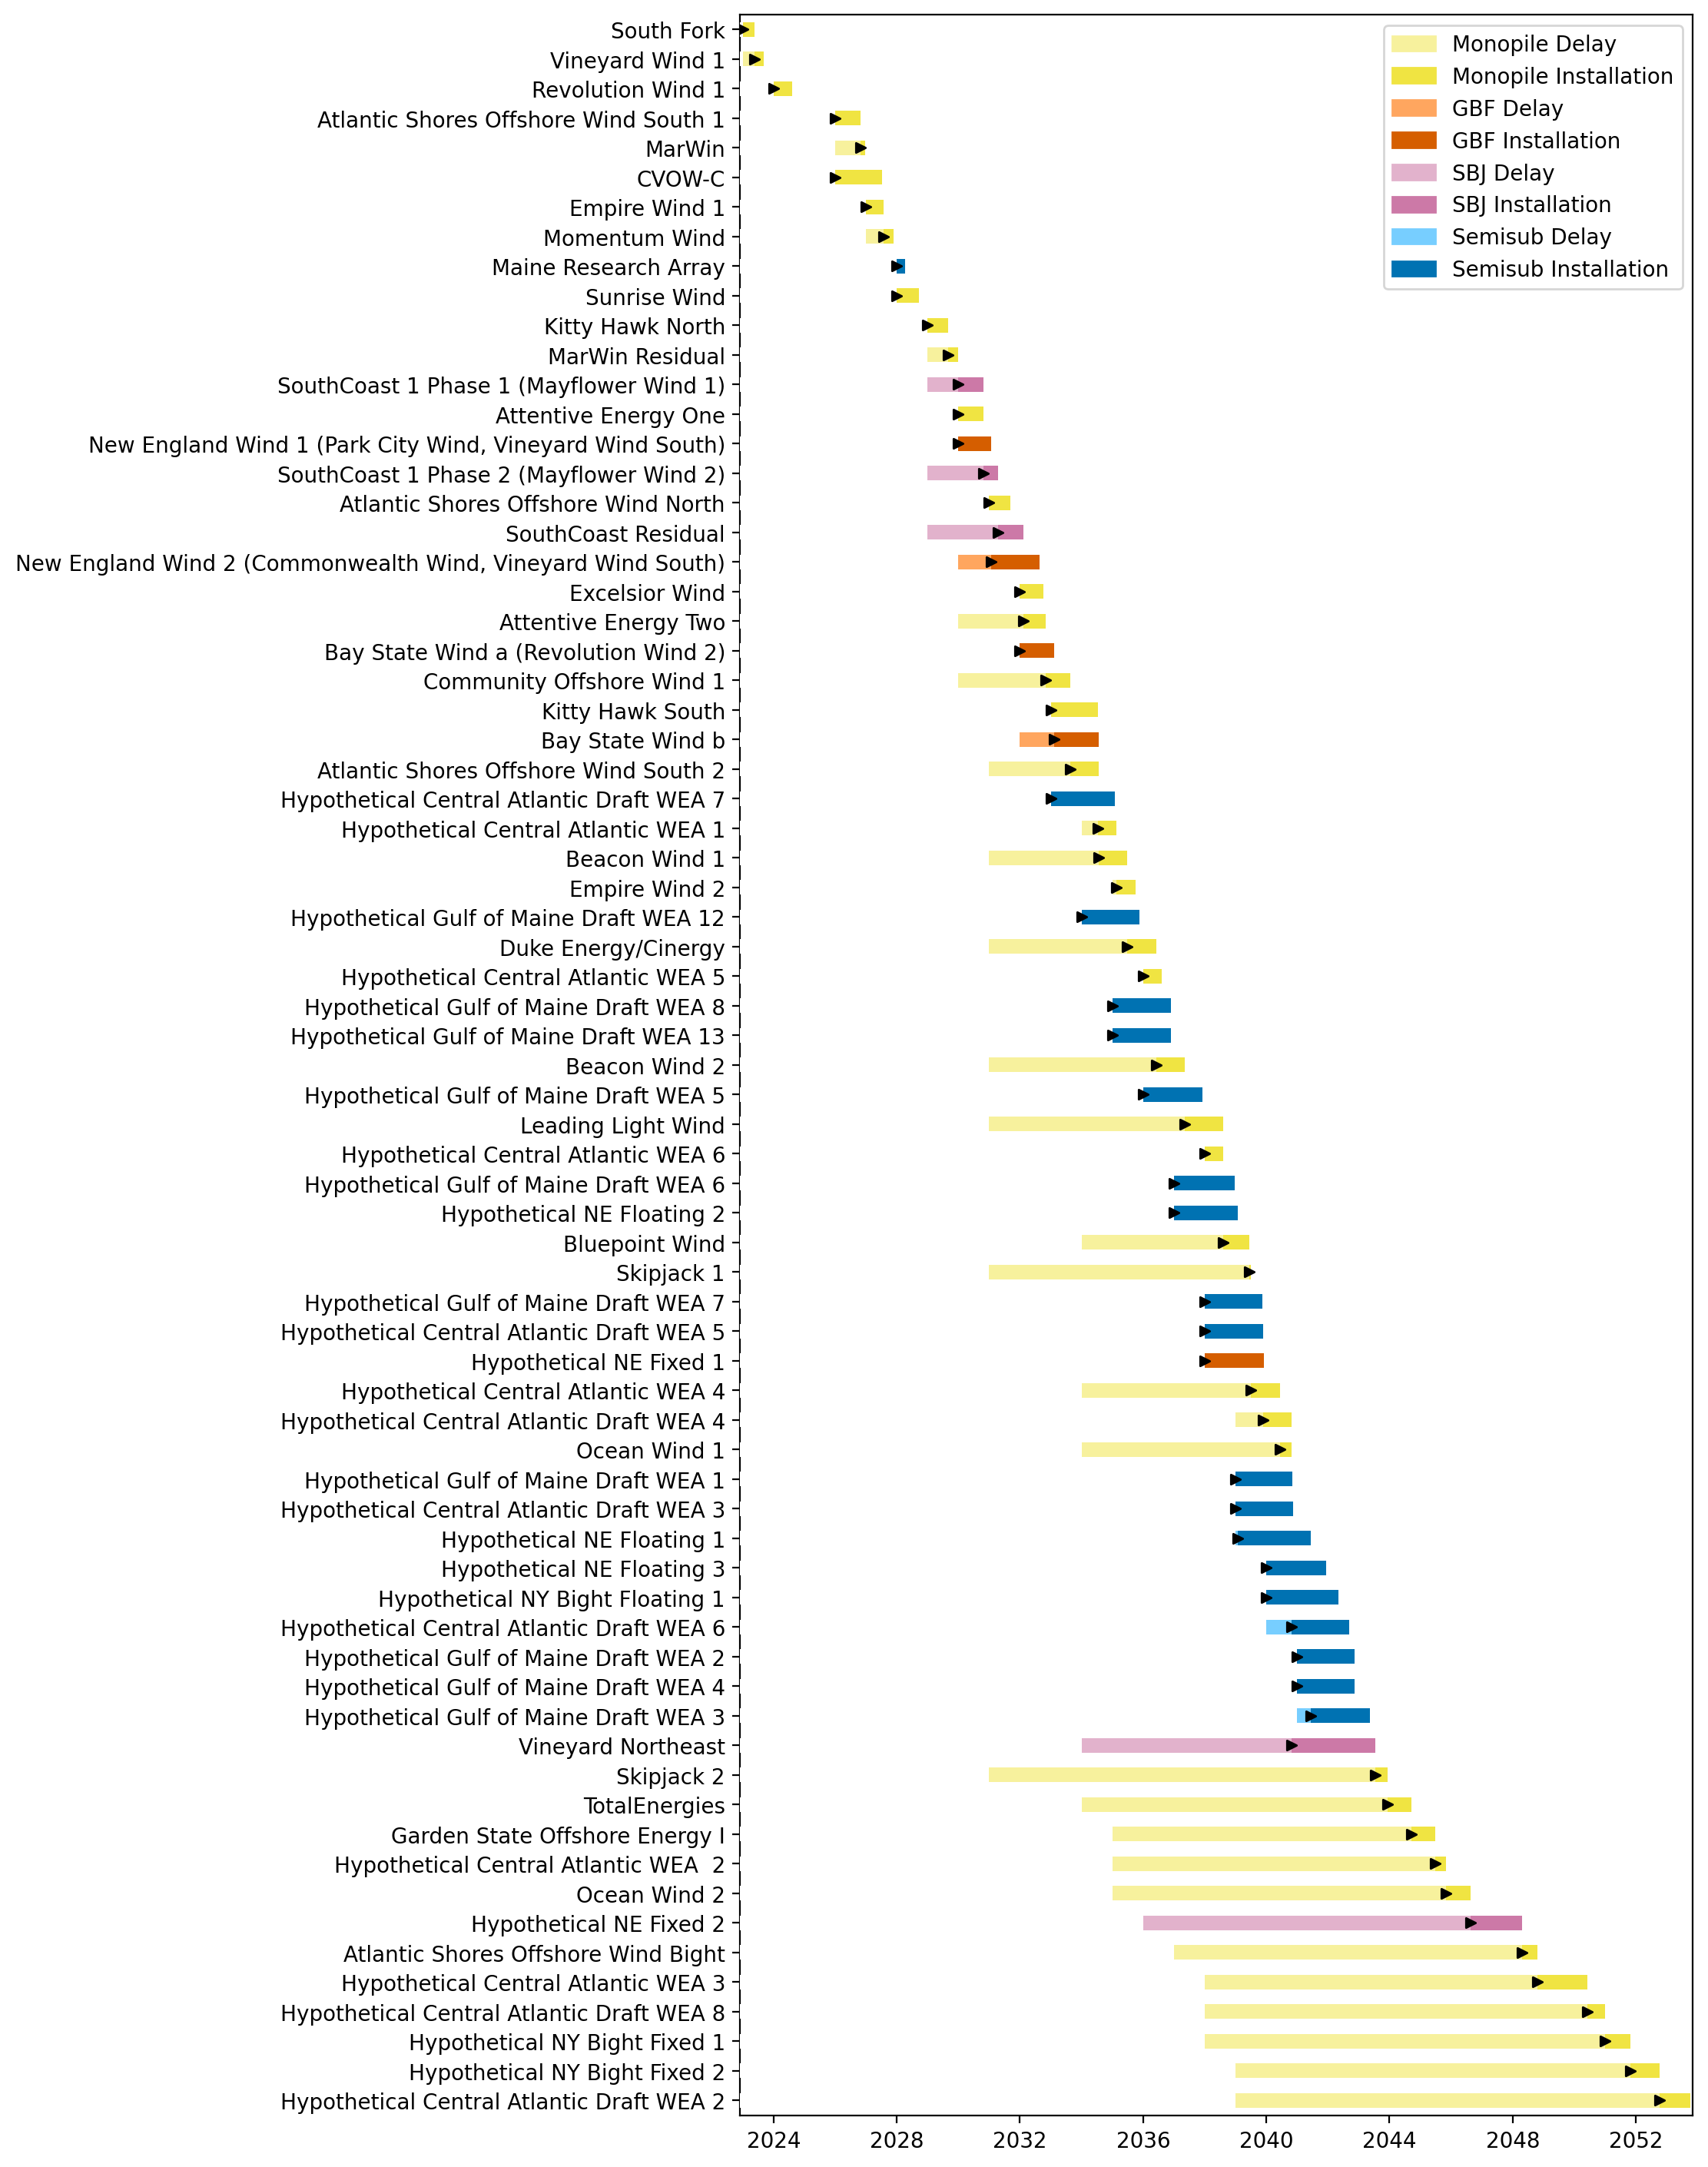 South Fork
Vineyard Wind 1
Revolution Wind 1
Atlantic Shores Offshore Wind South 1
MarWin
CVOW-C
Empire Wind 1
Momentum Wind
Maine Research Array
Sunrise Wind
Kitty Hawk North
MarWin Residual
SouthCoast 1 Phase 1 (Mayflower Wind 1)
Attentive Energy One
New England Wind 1 (Park City Wind, Vineyard Wind South)
SouthCoast 1 Phase 2 (Mayflower Wind 2)
Atlantic Shores Offshore Wind North
SouthCoast Residual
New England Wind 2 (Commonwealth Wind, Vineyard Wind South)
Excelsior Wind
Attentive Energy Two
Bay State Wind a (Revolution Wind 2)
Community Offshore Wind 1
Kitty Hawk South
Bay State Wind b
Atlantic Shores Offshore Wind South 2
Hypothetical Central Atlantic Draft WEA 7
Hypothetical Central Atlantic WEA 1
Beacon Wind 1
Empire Wind 2
Hypothetical Gulf of Maine Draft WEA 12
Duke Energy/Cinergy
Hypothetical Central Atlantic WEA 5
Hypothetical Gulf of Maine Draft WEA 8
Hypothetical Gulf of Maine Draft WEA 13
Beacon Wind 2
Hypothetical Gulf of Maine Draft WEA 5
Leading Light Wind
Hypothetical Central Atlantic WEA 6
Hypothetical Gulf of Maine Draft WEA 6
Hypothetical NE Floating 2
Bluepoint Wind
Skipjack 1
Hypothetical Gulf of Maine Draft WEA 7
Hypothetical Central Atlantic Draft WEA 5
Hypothetical NE Fixed 1
Hypothetical Central Atlantic WEA 4
Hypothetical Central Atlantic Draft WEA 4
Ocean Wind 1
Hypothetical Gulf of Maine Draft WEA 1
Hypothetical Central Atlantic Draft WEA 3
Hypothetical NE Floating 1
Hypothetical NE Floating 3
Hypothetical NY Bight Floating 1
Hypothetical Central Atlantic Draft WEA 6
Hypothetical Gulf of Maine Draft WEA 2
Hypothetical Gulf of Maine Draft WEA 4
Hypothetical Gulf of Maine Draft WEA 3
Vineyard Northeast
Skipjack 2
TotalEnergies
Garden State Offshore Energy I
Hypothetical Central Atlantic WEA  2
Ocean Wind 2
Hypothetical NE Fixed 2
Atlantic Shores Offshore Wind Bight
Hypothetical Central Atlantic WEA 3
Hypothetical Central Atlantic Draft WEA 8
Hypothetical NY Bight Fixed 1
Hypothetical NY Bight Fixed 2
Hypothetical Central Atlantic Draft WEA 2
Monopile Delay
Monopile Installation
GBF Delay
GBF Installation
SBJ Delay
SBJ Installation
Semisub Delay
Semisub Installation
2024 2028 2032 2036 2040 2044 2048 2052